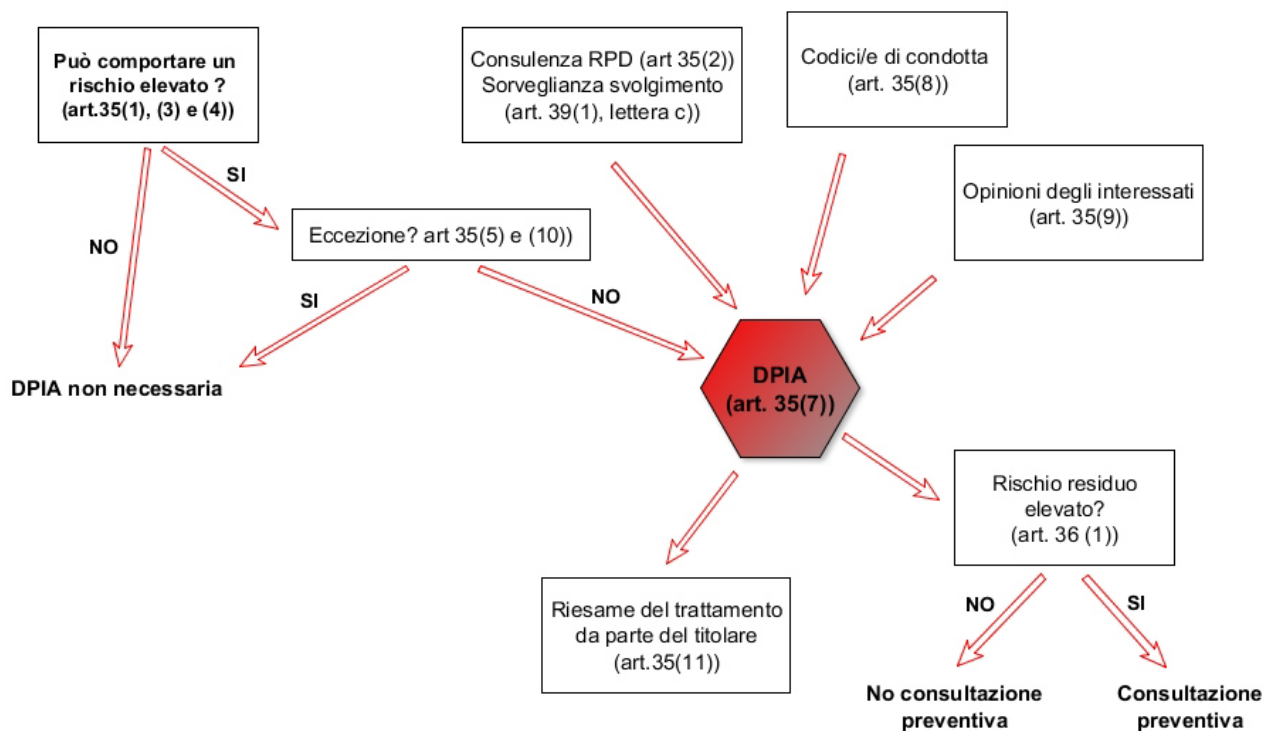 Può comportare un
rischio elevato ?
(art.35(1), (3) e (4))
Consulenza RPD (art 35(2))
Sorveglianza svolgimento
(art. 39(1), lettera c))
Codici/e di condotta
(art. 35(8))
Opinioni degli interessati
(art. 35(9))
SI
NO
Eccezione? art 35(5) e (10))
SI
NO
DPIA non necessaria
DPIA
(art. 35(7))
Rischio residuo
elevato?
(art. 36 (1))
Riesame del trattamento
da parte del titolare
(art.35(11))
NO
SI
No consultazione
preventiva
Consultazione
preventiva